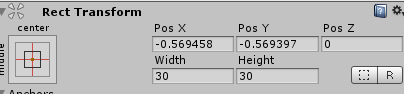 Rect Transform
center
Pos X Pos Y Pos Z
middle
-0.569458 -0.569397 0
Width Height
30 30
R
Anchors